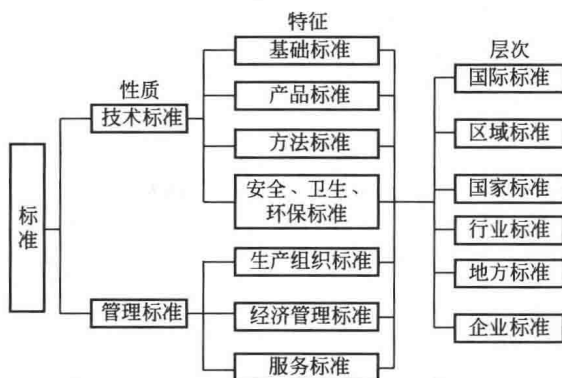 特征
层次
性质
标准
技术标准
管理标准
基础标准
产品标准
方法标准
安全、卫生、
环保标准
生产组织标准
经济管理标准
服务标准
国际标准
区域标准
国家标准
行业标准
地方标准
企业标准